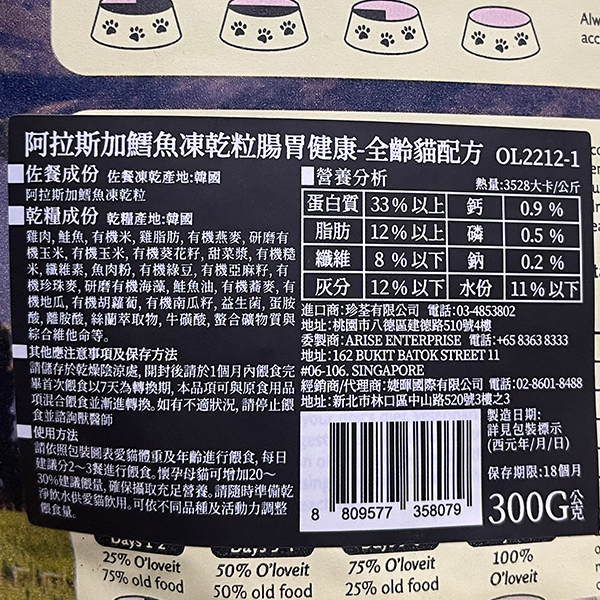 Alw
acc
阿拉斯加鱈魚凍乾粒腸胃健康-全齡貓配方 OL2212-1
佐餐成份 佐餐凍乾產地:韓國
阿拉斯加鱈魚凍乾粒
乾糧成份 乾糧產地:韓國
雞肉, 鮭魚, 有機米, 雞脂肪, 有機燕麥, 研磨有
機玉米, 有機玉米, 有機葵花籽, 甜菜漿, 有機糙
米, 纖維素, 魚肉粉, 有機綠豆, 有機亞麻籽, 有
機珍珠麥, 研磨有機海藻, 鮭魚油, 有機蕎麥, 有
機地瓜, 有機胡蘿蔔, 有機南瓜籽, 益生菌, 蛋胺
酸, 離胺酸, 絲蘭萃取物, 牛磺酸, 螯合礦物質與
綜合維他命等。
其他應注意事項及保存方法
請儲存於乾燥陰涼處, 開封後請於1個月內餵食完
畢首次餵食以7天為轉換期, 本品項可與原食用品
項混合餵食並漸進轉換。如有不適狀況, 請停止餵
食並諮詢獸醫師
使用方法
請依照包裝圖表愛貓體重及年齡進行餵食, 每日
建議分2～3餐進行餵食。懷孕母貓可增加20～
30%建議餵量, 確保攝取充足營養。請隨時準備乾
淨飲水供愛貓飲用。可依不同品種及活動力調整
餵食量。
營養分析 熱量:3528大卡/公斤
蛋白質 33%以上 鈣 0.9 %
脂肪 12%以上 磷 0.5 %
纖維 8 %以下 鈉 0.2 %
灰分 12%以下 水份 11%以下
進口商:珍荃有限公司 電話:03-4853802
地址:桃園市八德區建德路510號4樓
委製商:ARISE ENTERPRISE 電話:+65 8363 8333
地址:162 BUKIT BATOK STREET 11
#06-106. SINGAPORE
經銷商/代理商:婕暉國際有限公司 電話:02-8601-8488
地址:新北市林口區中山路520號3樓之3
製造日期:
詳見包裝標示
(西元年/月/日)
保存期限:18個月
8 809577 358079
300G公克
Days 1-2
25% O'loveit
75% old food
50% O'loveit
50% old food
75% O'loveit
25% old food
100%
O'loveit